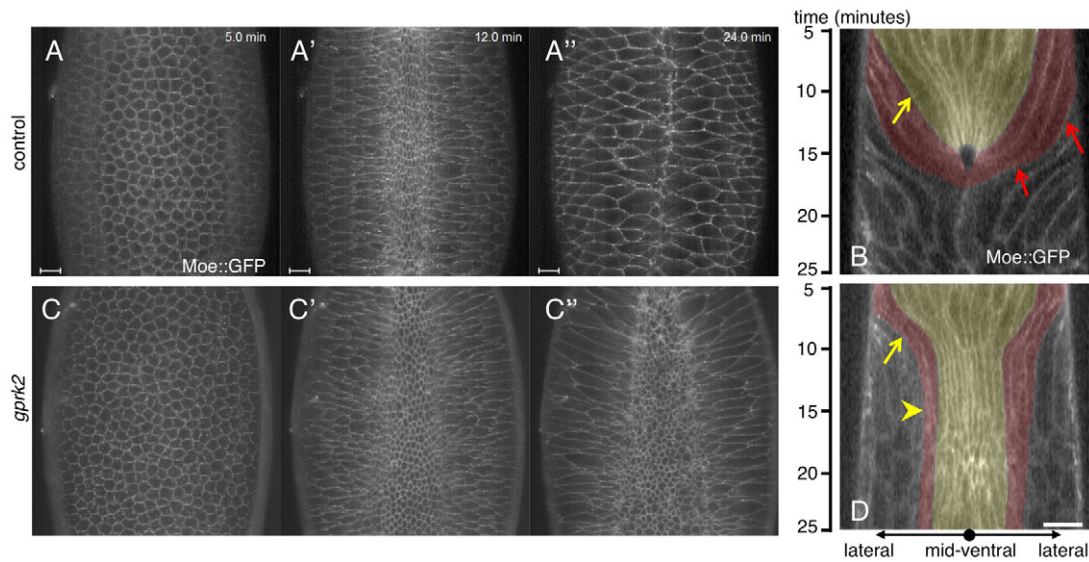 control
A
5.0 min
Moe::GFP
A'
12.0 min
A''
24.0 min
gprk2
C
C'
C''
time (minutes)
5
10
15
20
25
B
Moe::GFP
5
10
15
20
25
D
lateral
mid-ventral
lateral